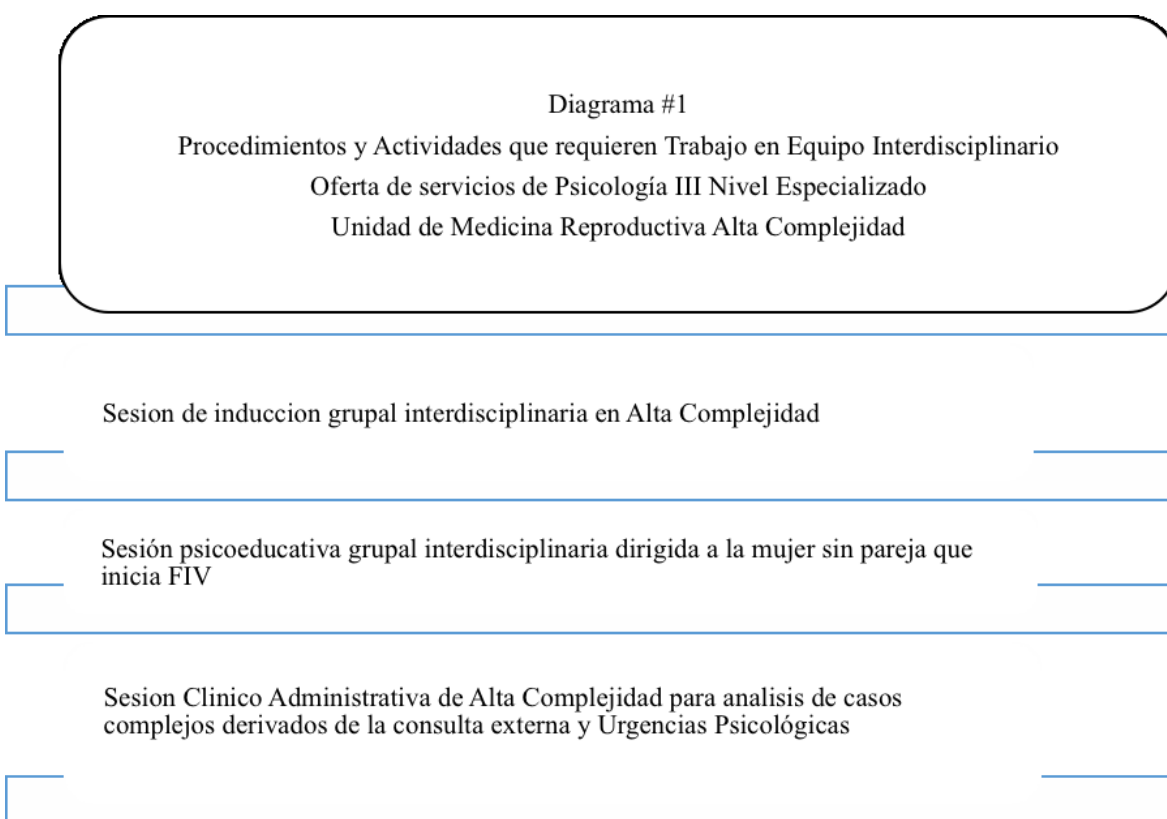 Diagrama #1
Procedimientos y Actividades que requieren Trabajo en Equipo Interdisciplinario
Oferta de servicios de Psicología III Nivel Especializado
Unidad de Medicina Reproductiva Alta Complejidad
Sesion de induccion grupal interdisciplinaria en Alta Complejidad
Sesión psicoeducativa grupal interdisciplinaria dirigida a la mujer sin pareja que
inicia FIV
Sesion Clinico Administrativa de Alta Complejidad para analisis de casos
complejos derivados de la consulta externa y Urgencias Psicológicas